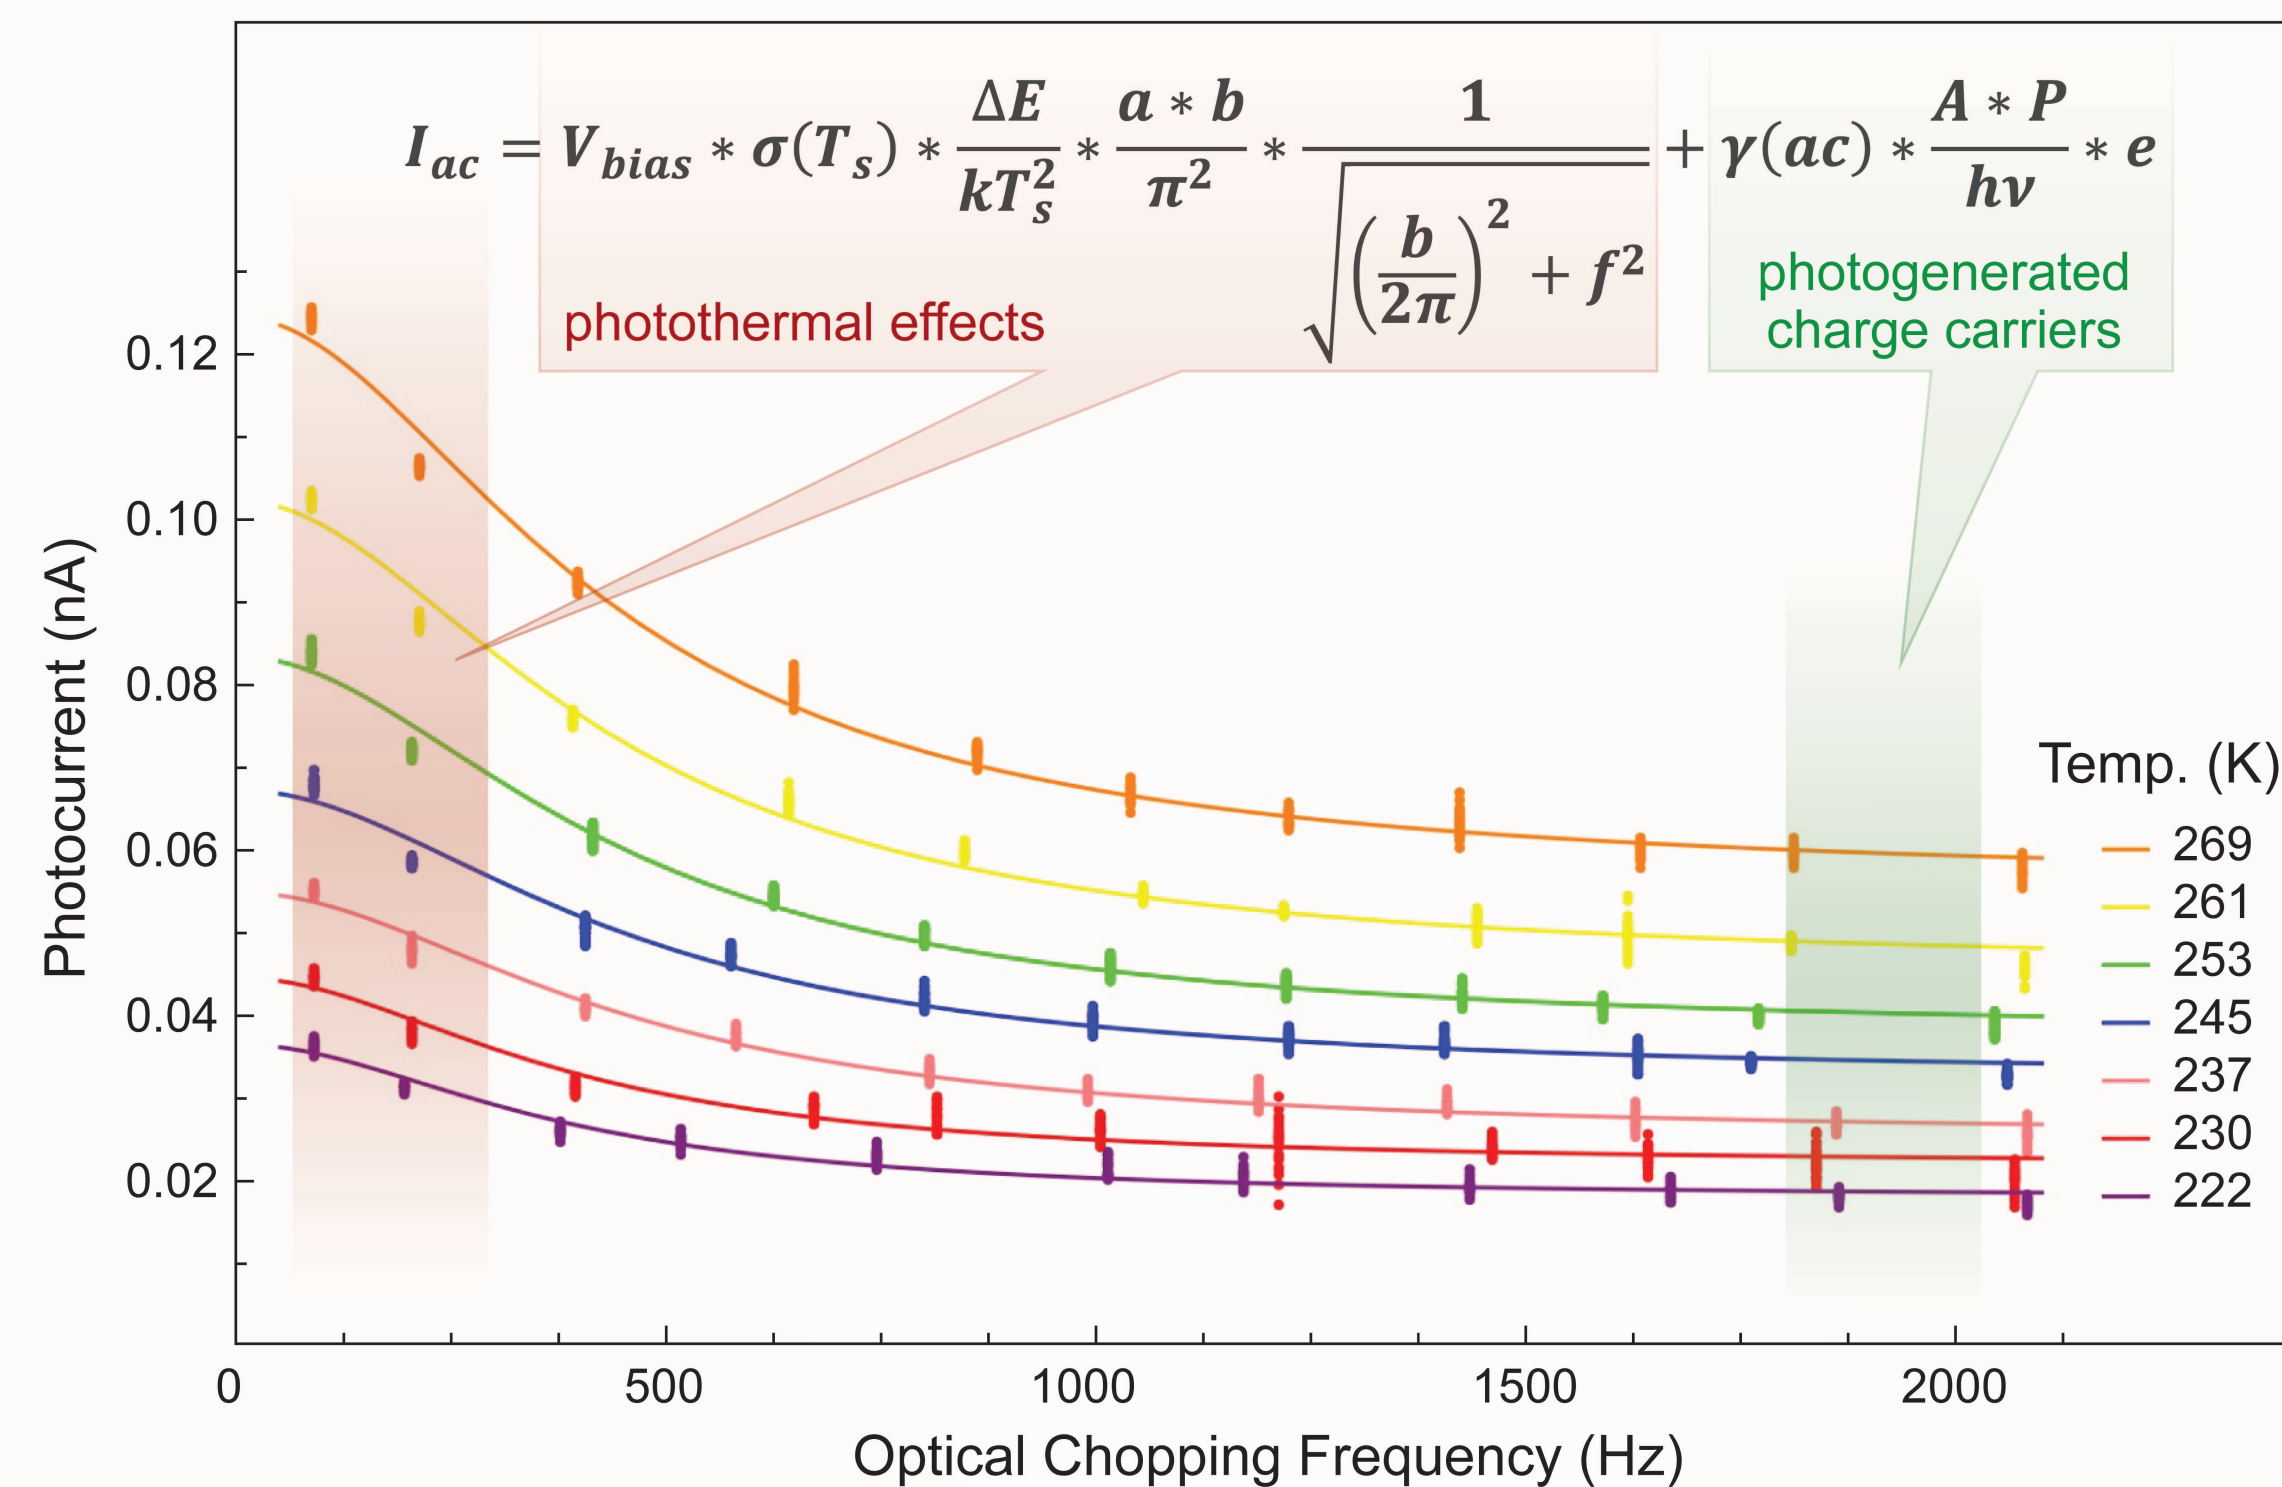 I_ac = V_bias * σ(T_s) * ΔE/kT_s^2 * a * b/π^2 * 1/√((b/2π)^2 + f^2) + γ(ac) * A * P/hν * e
photothermal effects
photogenerated
charge carriers
Photocurrent (nA)
0.12
0.10
0.08
0.06
0.04
0.02
Temp. (K)
269
261
253
245
237
230
222
0 500 1000 1500 2000
Optical Chopping Frequency (Hz)